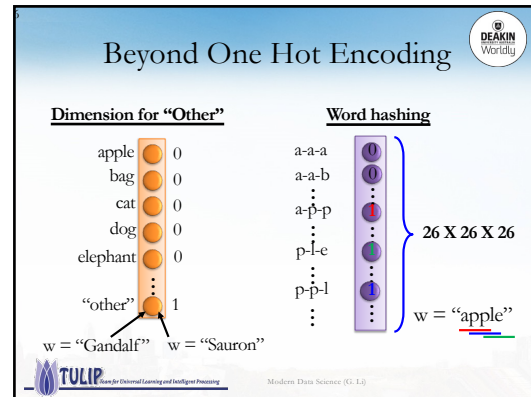 Beyond One Hot Encoding
DEAKIN
Worldly
Dimension for “Other”
apple 0
bag 0
cat 0
dog 0
elephant 0
“other” 1
w = “Gandalf” w = “Sauron”
Word hashing
a-a-a 0
a-a-b 0
a-p-p 1
p-l-e 1
p-p-l 1
26 X 26 X 26
w = “apple”
TULIP Team for Universal Learning and Intelligent Processing
Modern Data Science (G. Li)